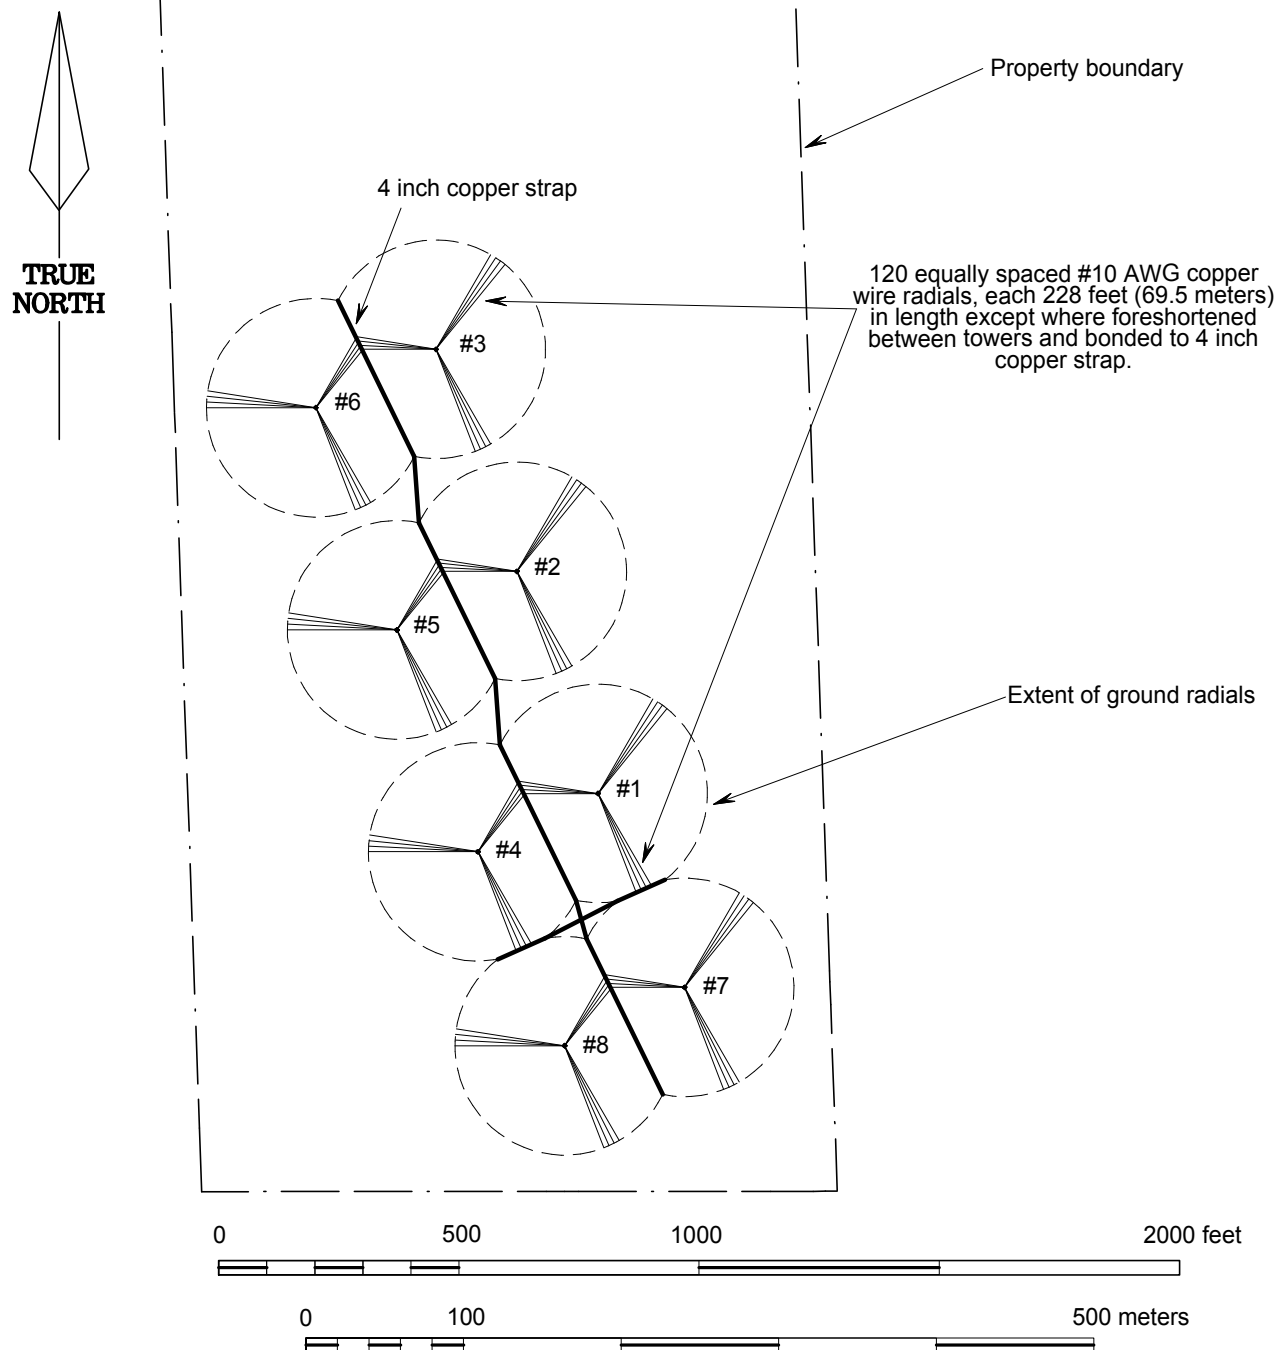 Property boundary
4 inch copper strap
TRUE
NORTH
120 equally spaced #10 AWG copper
wire radials, each 228 feet (69.5 meters)
in length except where foreshortened
between towers and bonded to 4 inch
copper strap.
#3
#6
#2
#5
Extent of ground radials
#1
#4
#7
#8
0 500 1000 2000 feet
0 100 500 meters